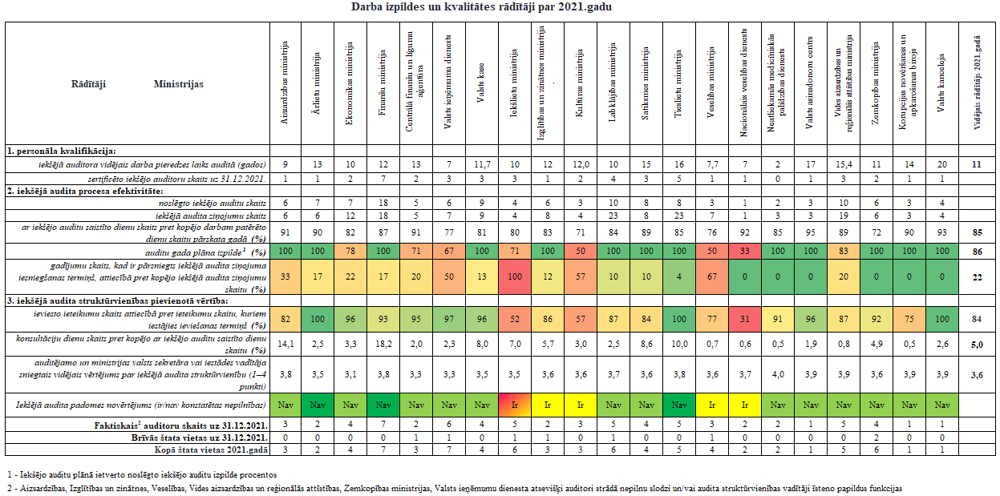 Darba izpildes un kvalitātes rādītāji par 2021.gadu
Rādītāji Ministrijas
Aizsardzības ministrija
Ārlietu ministrija
Ekonomikas ministrija
Finanšu ministrija
Centrālā finanšu un līgumu
aģentūra
Valsts ieņēmumu dienests
Valsts kase
Iekšlietu ministrija
Izglītības un zinātnes ministrija
.
Kultūras ministrija
Labklājības ministrija
Satiksmes ministrija
Tieslietu ministrija
Veselības ministrija
Nacionālais veselības dienests
Neatliekamās medicīniskās
palīdzības dienests
Valsts asinsdonoru centrs
Vides aizsardzības un
reģionālās attīstības ministrija
Zemkopības ministrija
Korupcijas novēršanas un
apkarošanas birojs
Valsts kanceleja
Vidējais rādītājs 2021.gadā
1. personāla kvalifikācija:
iekšējā auditora vidējais darba pieredzes laiks auditā (gados) 9 13 10 12 13 7 11,7 10 12 12,0 10 15 16 7,7 7 2 17 15,4 11 14 20 11
sertificēto iekšējo auditoru skaits uz 31.12.2021. 1 1 2 7 2 3 3 3 1 2 4 3 5 1 1 0 1 3 2 1 1
2. iekšējā audita procesa efektivitāte:
noslēgto iekšējo auditu skaits 6 7 7 18 5 6 9 4 6 3 10 8 8 3 1 2 3 10 6 3 4
iekšējā audita ziņojumu skaits 6 6 12 18 5 7 9 4 8 4 23 8 23 7 1 3 3 19 6 3 4
ar iekšējo auditu saistīto dienu skaits pret kopējo darbam patērēto
dienu skaitu pārskata gadā (%) 91 90 82 87 91 77 81 80 83 71 84 89 85 76 92 85 95 89 72 90 93 85
auditu gada plāna izpilde 1 (%) 100 100 78 100 71 67 100 71 100 50 100 100 100 50 33 100 100 83 100 100 100 86
gadījumu skaits, kad ir pārsniegts iekšējā audita ziņojuma
iesniegšanas termiņš, attiecībā pret kopējo iekšējā audita ziņojumu
skaitu (%) 33 17 22 17 20 50 13 100 12 57 10 10 4 67 0 0 0 20 0 0 0 22
3. iekšējā audita struktūrvienības pievienotā vērtība:
ieviesto ieteikumu skaits attiecībā pret ieteikumu skaitu, kuriem
iestājies ieviešanas termiņš (%) 82 100 96 93 95 97 96 52 86 57 87 84 100 77 31 91 96 87 92 75 100 84
konsultāciju dienu skaits pret kopējo ar iekšējo auditu saistīto dienu
skaitu (%) 14,1 2,5 3,3 18,2 2,0 2,3 8,0 7,0 5,7 3,0 2,5 8,6 10,0 0,7 0,6 0,5 1,9 0,8 4,9 0,5 2,6 5,0
auditējamo un ministrijas valsts sekretāra vai iestādes vadītāja
sniegtais vidējais vērtējums par iekšējā audita struktūrvienību (1–4
punkti) 3,8 3,5 3,1 3,8 3,3 3,3 3,5 3,5 3,6 3,6 3,7 3,6 3,8 3,6 3,7 4,0 3,9 3,9 3,6 3,9 3,9 3,6
Iekšējā audita padomes novērtējums (ir/nav konstatētas nepilnības) Nav Nav Nav Nav Nav Nav Nav Ir Ir Ir Nav Nav Nav Ir Ir Nav Nav Nav Nav Nav Nav
Faktiskais2 auditoru skaits uz 31.12.2021. 3 2 4 7 2 6 4 5 2 3 5 4 5 3 2 2 1 5 4 1 1
Brīvās štata vietas uz 31.12.2021. 0 0 0 0 1 1 0 1 1 0 1 0 0 1 0 0 0 0 2 0 0
Kopā štata vietas 2021.gadā 3 2 4 7 3 7 4 6 3 3 6 4 5 4 2 2 1 5 6 1 1
1 - Iekšējo auditu plānā ietverto noslēgto iekšējo auditu izpilde procentos
2 - Aizsardzības, Izglītības un zinātnes, Veselības, Vides aizsardzības un reģionālās attīstības, Zemkopības ministrijas, Valsts ieņēmumu dienesta atsevišķi auditori strādā nepilnu slodzi un/vai audita struktūrvienības vadītāji īsteno papildus funkcijas